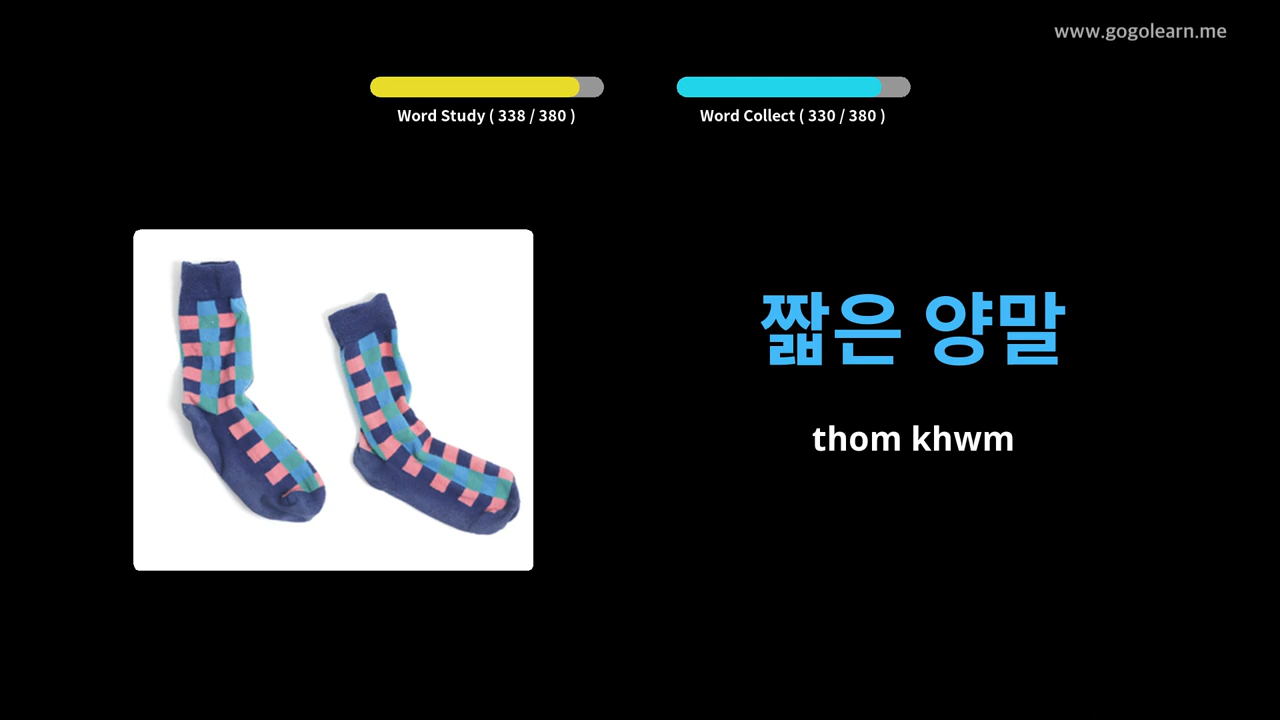 www.gogolearn.me
Word Study ( 338 / 380 )
Word Collect ( 330 / 380 )
짧은 양말
thom khwm